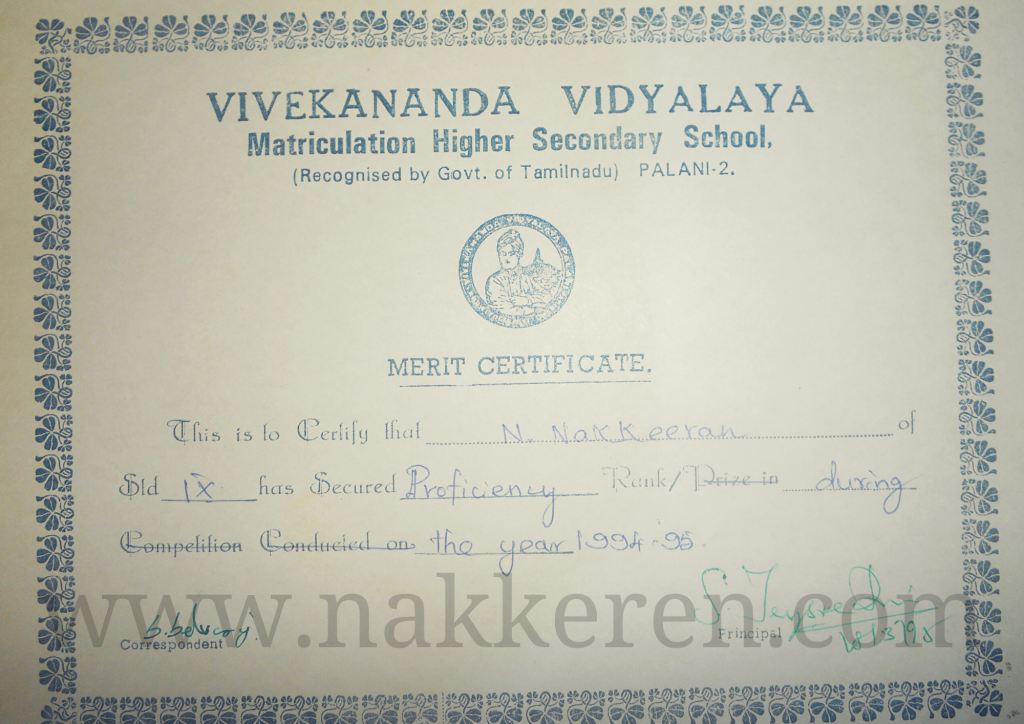 VIVEKANANDA VIDYALAYA
Matriculation Higher Secondary School,
(Recognised by Govt. of Tamilnadu) PALANI-2.
MERIT CERTIFICATE.
This is to Certify that N. Nakkeeran of
Std IX has Secured Proficiency Rank/Prize in during
Competition Conducted on the year 1994-95.
www.nakkeren.com
Correspondent
Principal